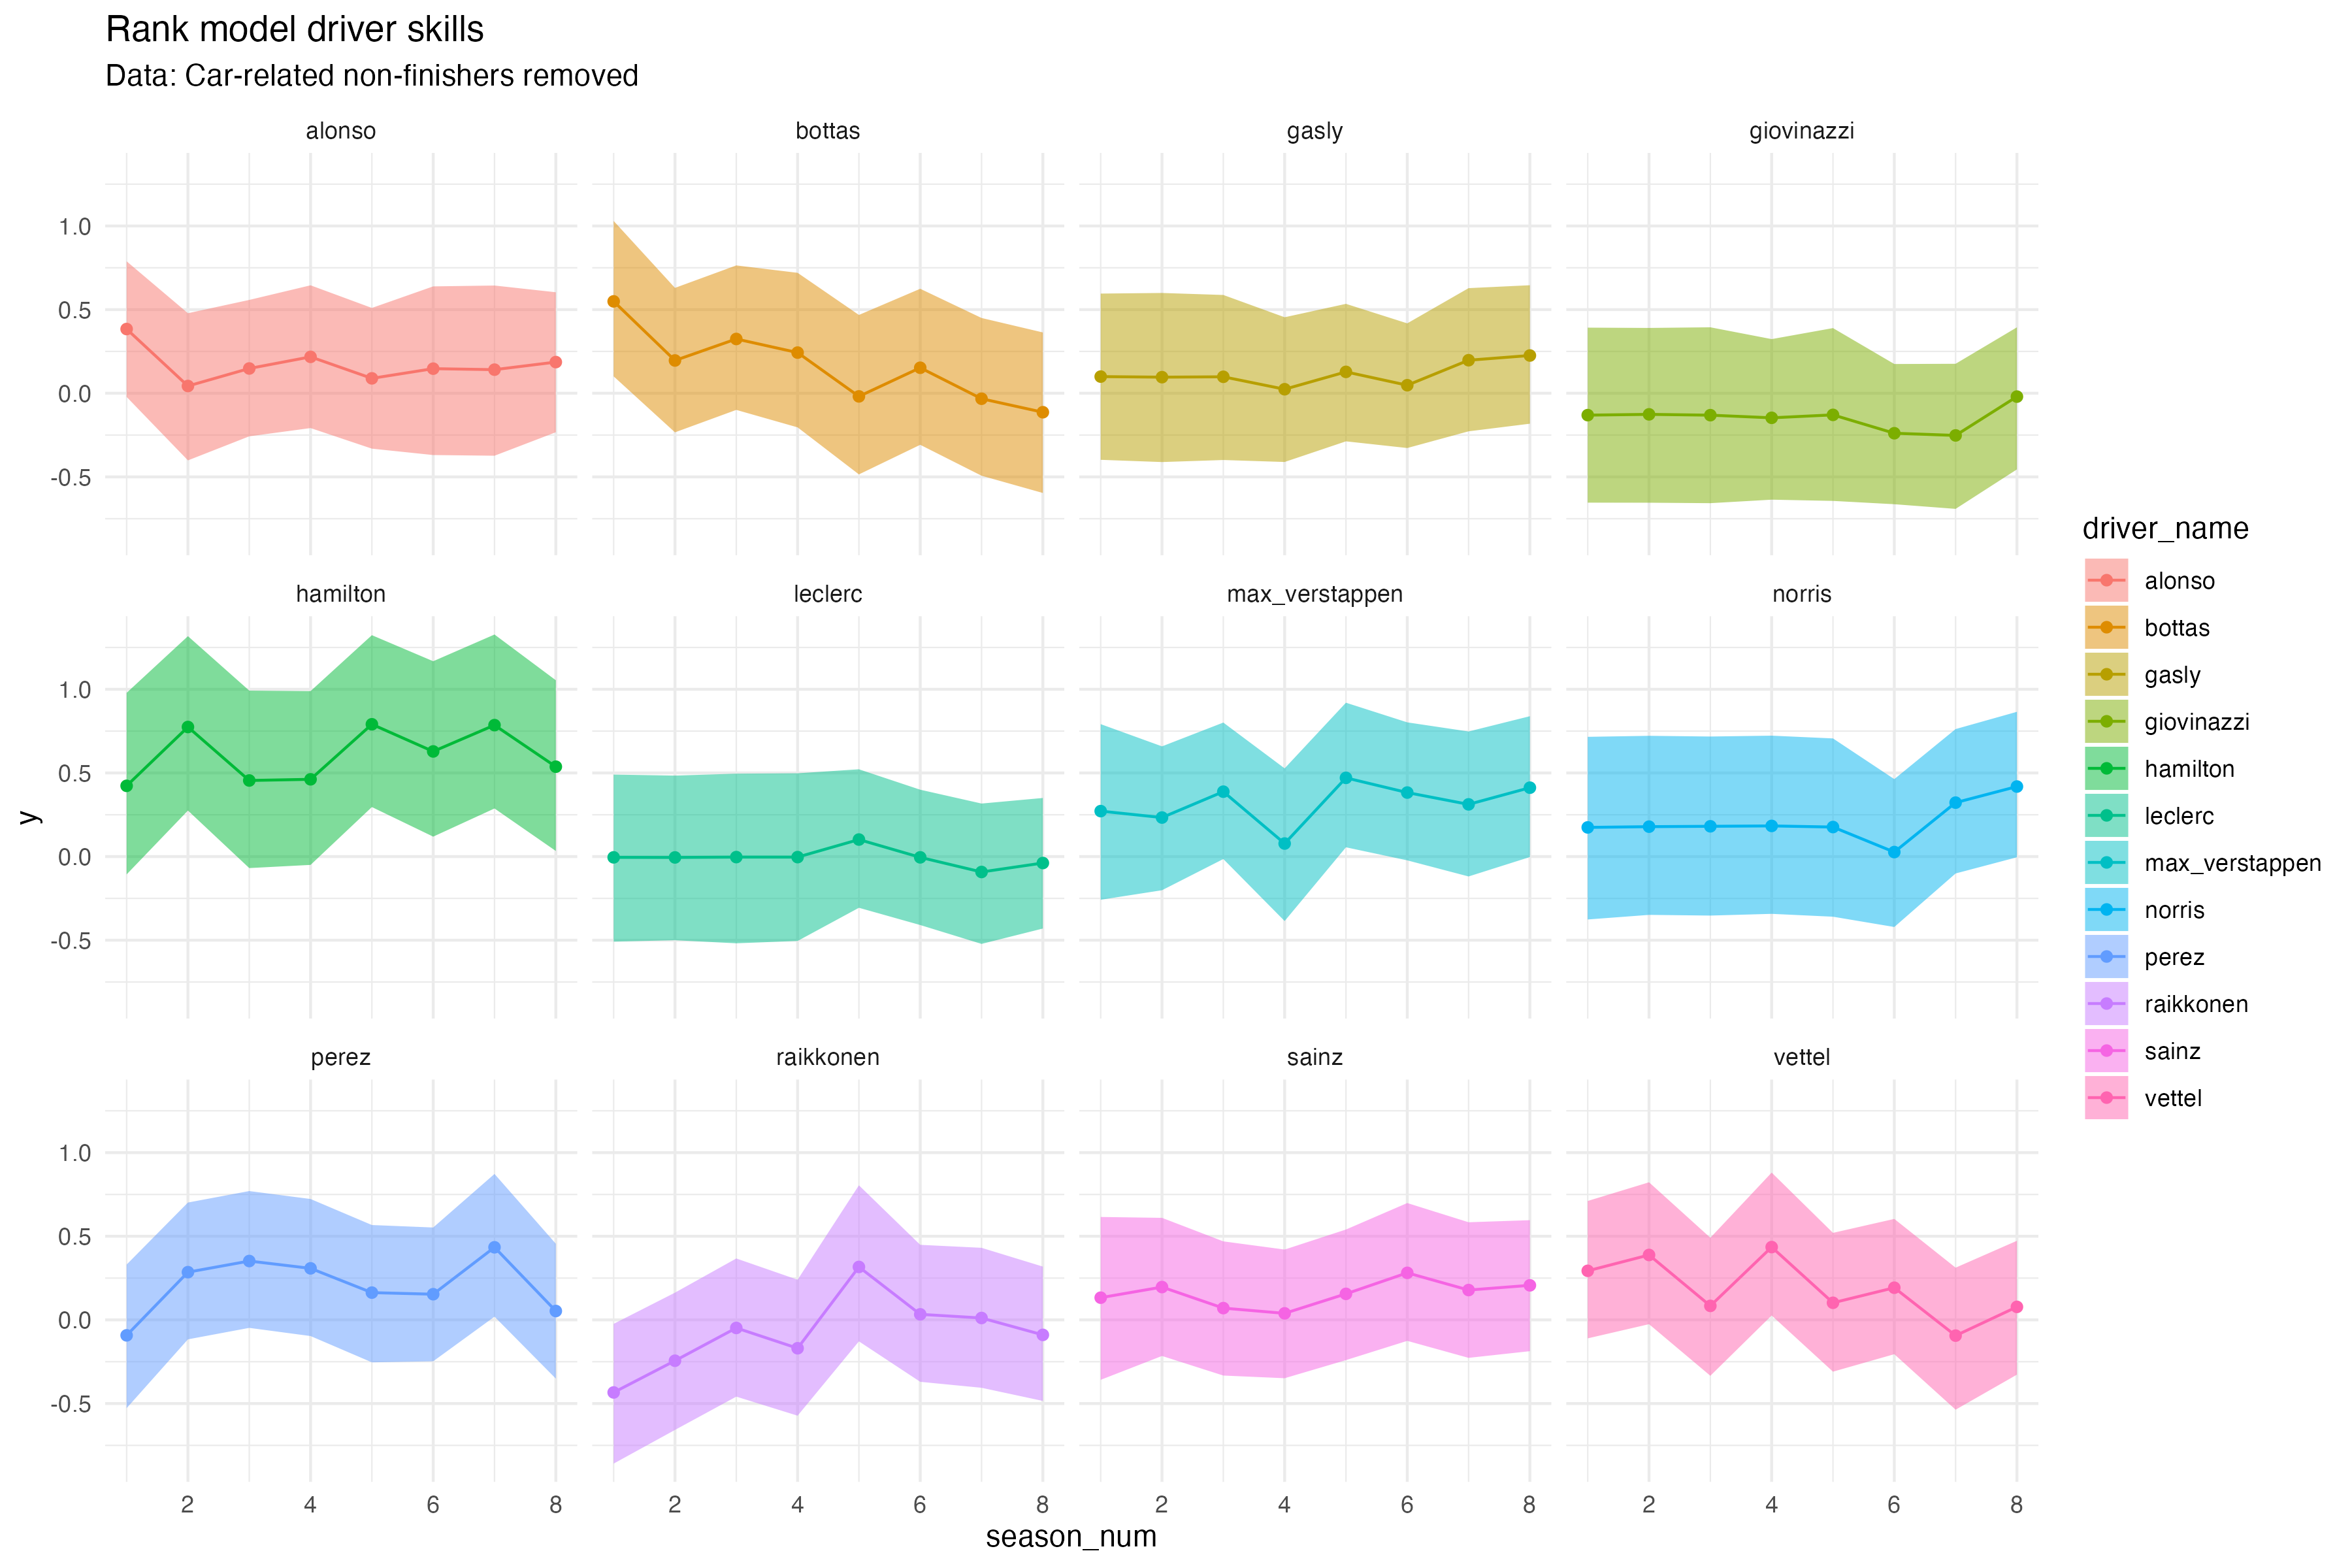 Rank model driver skills
Data: Car-related non-finishers removed
alonso
bottas
gasly
giovinazzi
1.0
0.5
0.0
-0.5
hamilton
leclerc
max_verstappen
norris
1.0
0.5
0.0
-0.5
perez
raikkonen
sainz
vettel
1.0
0.5
0.0
-0.5
2 4 6 8
2 4 6 8
2 4 6 8
2 4 6 8
season_num
y
driver_name
alonso
bottas
gasly
giovinazzi
hamilton
leclerc
max_verstappen
norris
perez
raikkonen
sainz
vettel